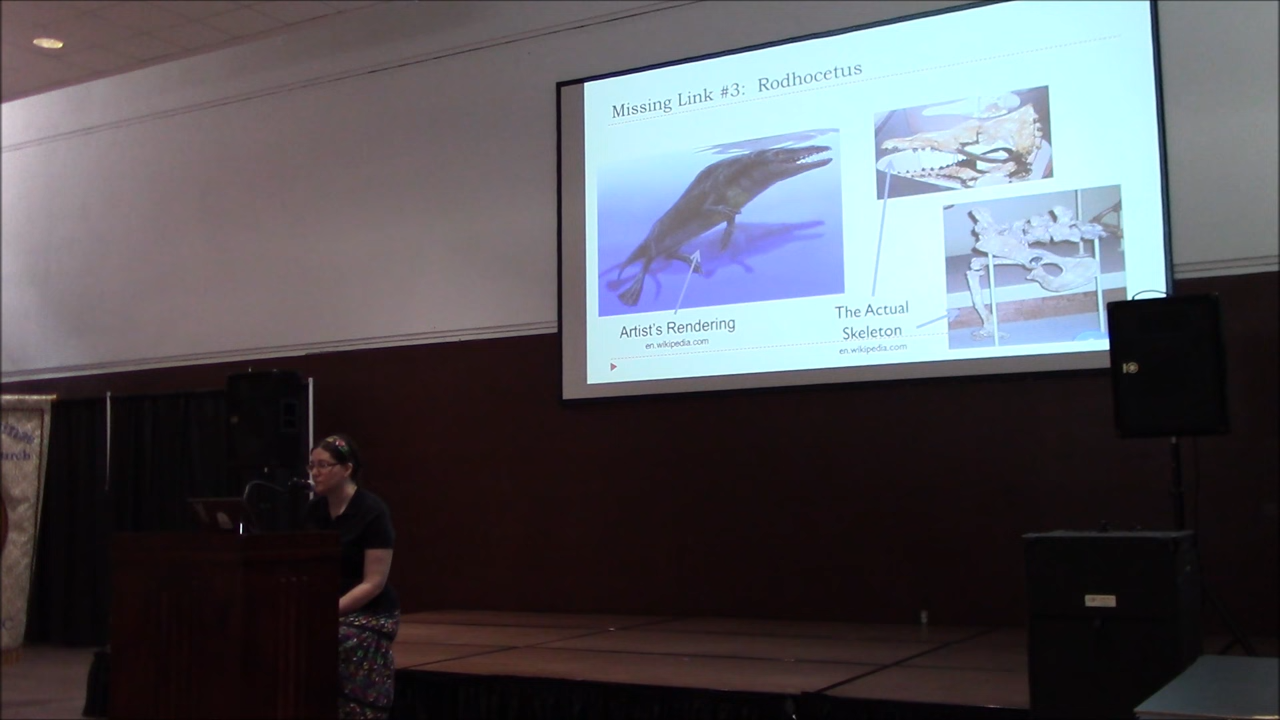 Missing Link #3: Rodhocetus
Artist's Rendering
en.wikipedia.com
The Actual
Skeleton
en.wikipedia.com